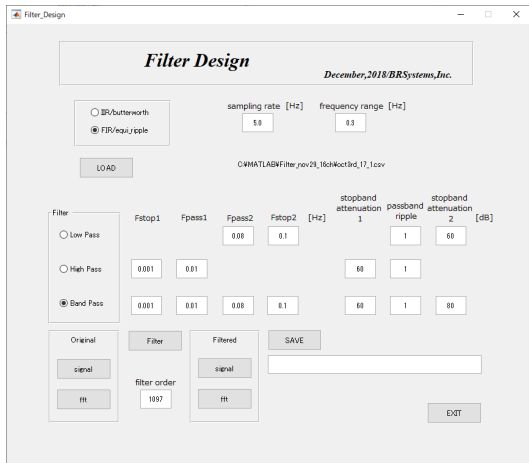 Filter_Design
Filter Design
December,2018/BRSystems,Inc.
IIR/butterworth
FIR/equi_ripple
sampling rate [Hz]
5.0
frequency range [Hz]
0.3
LOAD
C:¥MATLAB¥Filter_nov29_16ch¥oct3rd_17_1.csv
Filter
Fstop1 Fpass1 Fpass2 Fstop2 [Hz] stopband attenuation 1 passband ripple stopband attenuation 2 [dB]
Low Pass 0.08 0.1 1 60
High Pass 0.001 0.01 60 1
Band Pass 0.001 0.01 0.08 0.1 60 1 80
Original
signal
fft
Filter
filter order
1097
Filtered
signal
fft
SAVE
EXIT